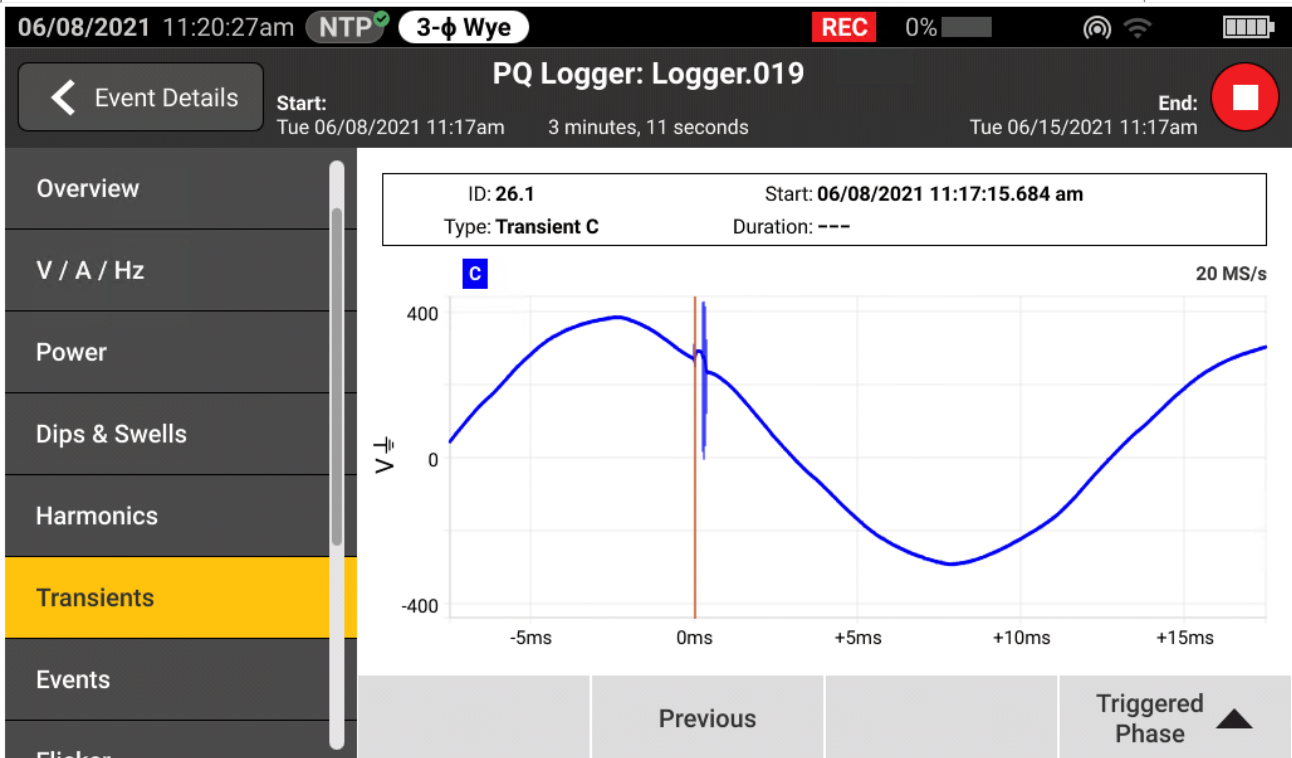 06/08/2021 11:20:27am NTP 3-ϕ Wye REC 0%
Event Details
PQ Logger: Logger.019
Start:
Tue 06/08/2021 11:17am
3 minutes, 11 seconds
End:
Tue 06/15/2021 11:17am
Overview
V / A / Hz
Power
Dips & Swells
Harmonics
Transients
Events
Flicker
ID: 26.1 Start: 06/08/2021 11:17:15.684 am
Type: Transient C Duration: ---
C
20 MS/s
400
0
-400
V
-5ms 0ms +5ms +10ms +15ms
Previous
Triggered
Phase